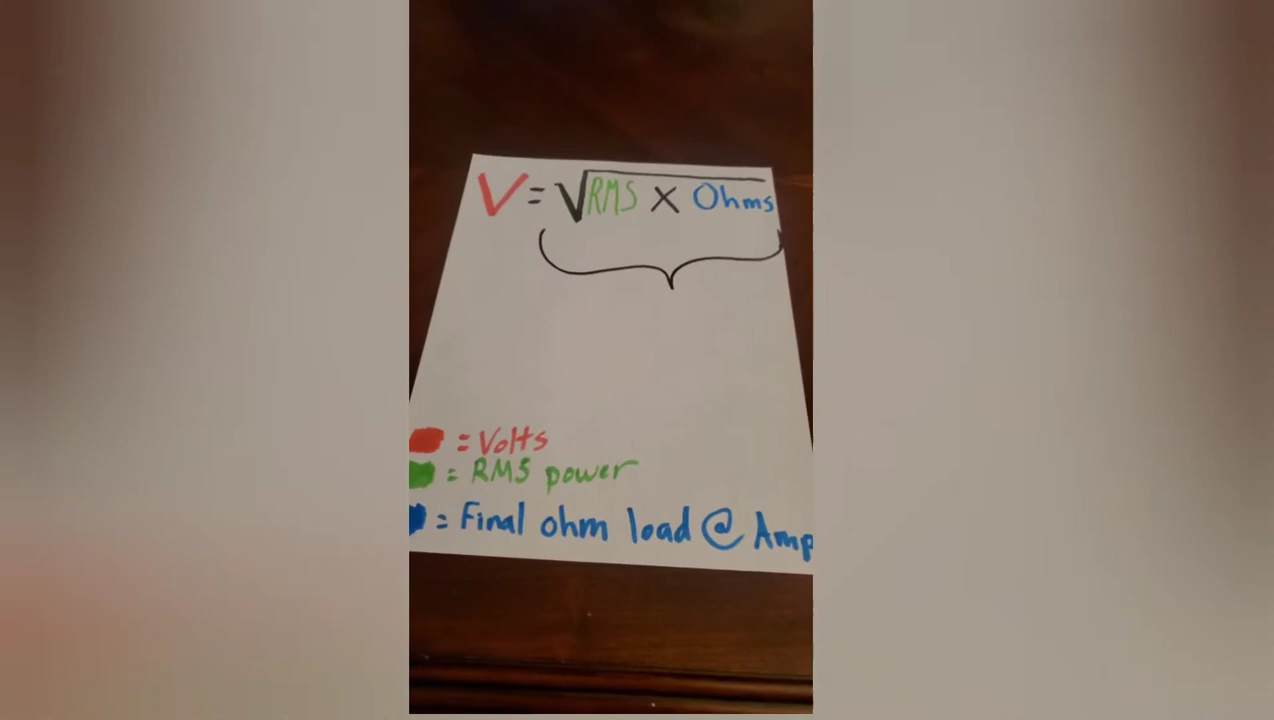 V = √RMS X Ohms
= Volts
= RMS power
= Final ohm load @ Amp